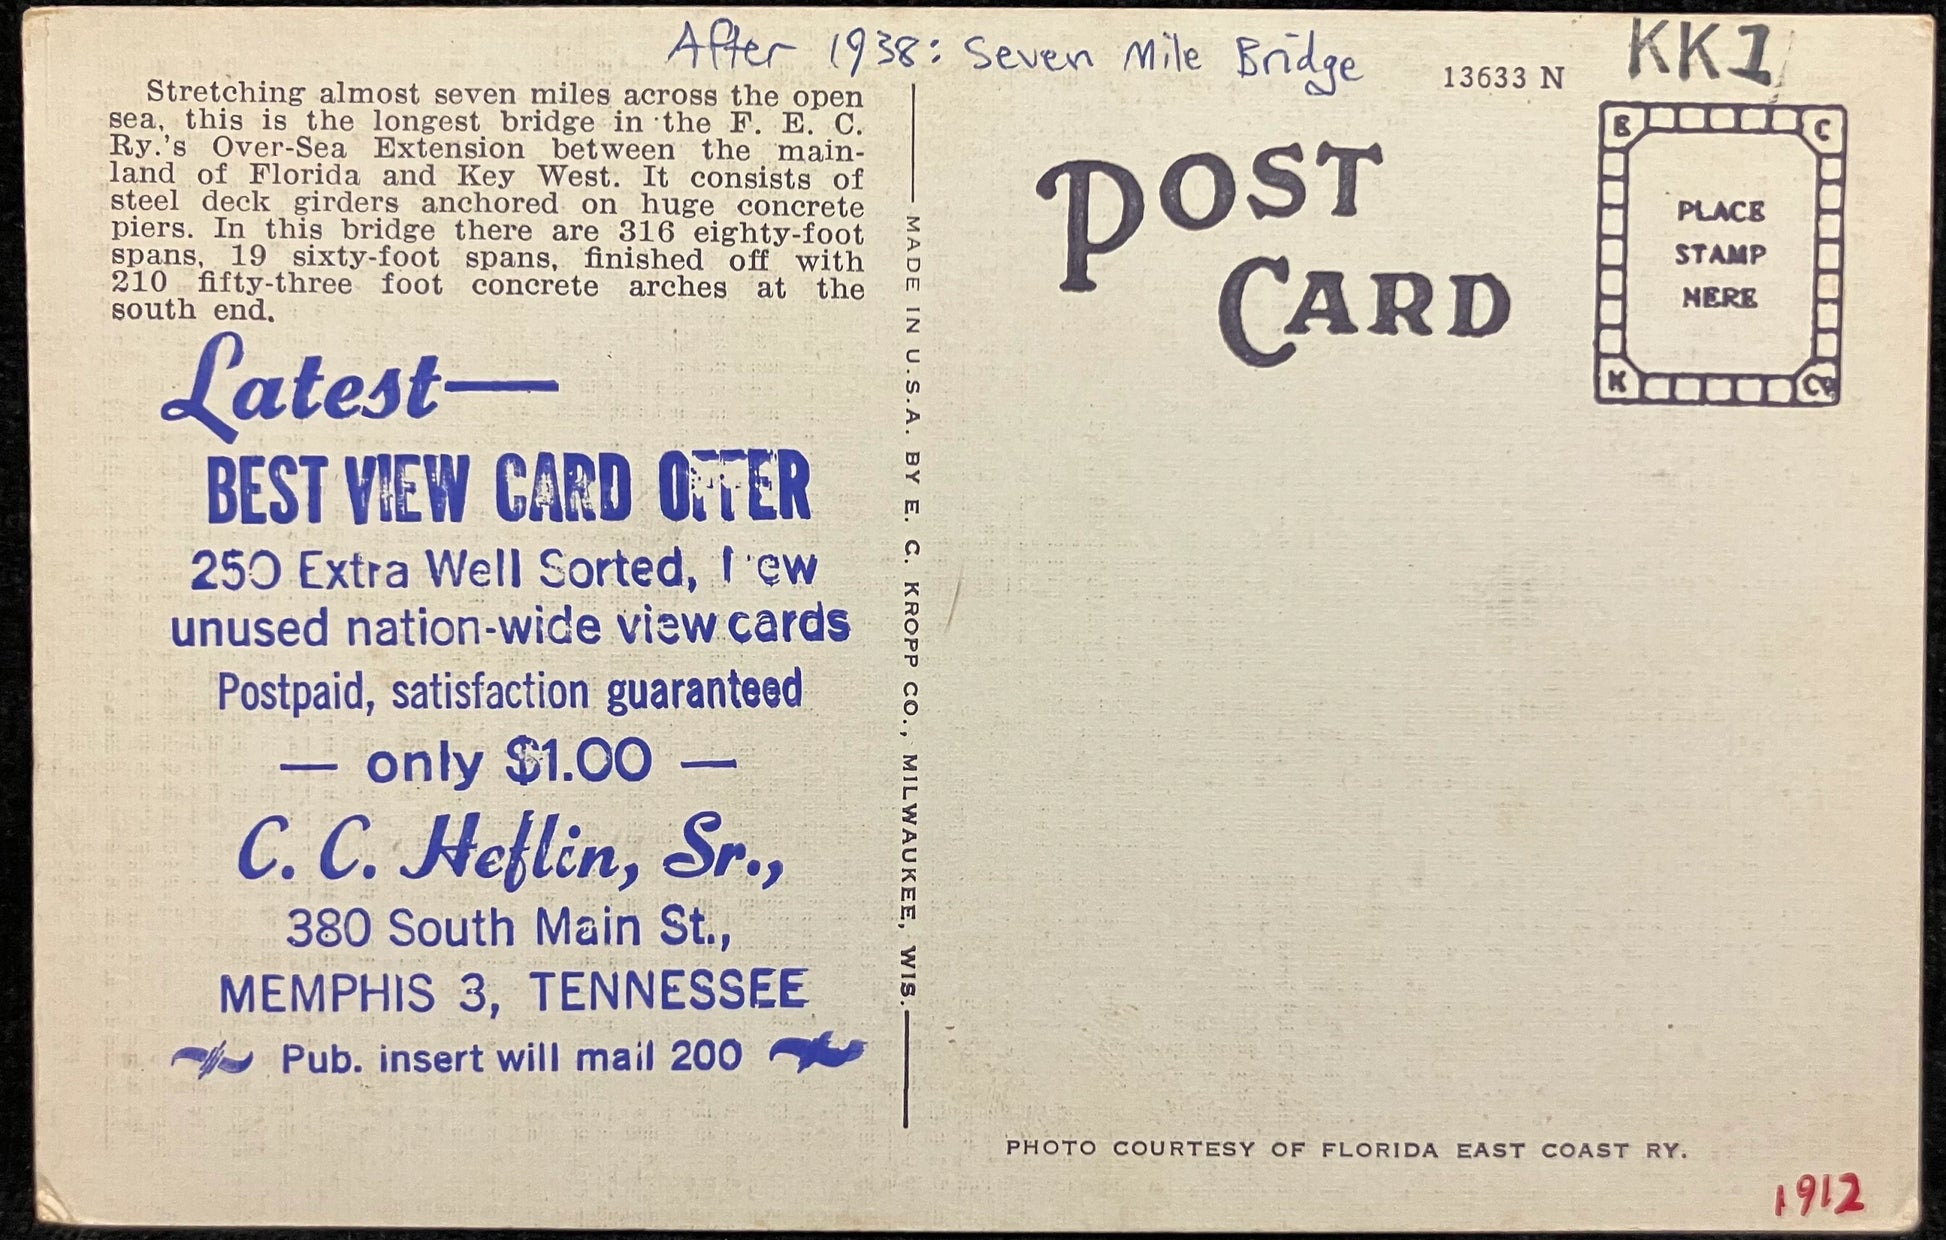 After 1938: Seven Mile Bridge
KK1
13633 N
Stretching almost seven miles across the open
sea, this is the longest bridge in the F. E. C.
Ry.'s Over-Sea Extension between the main-
land of Florida and Key West. It consists of
steel deck girders anchored on huge concrete
piers. In this bridge there are 316 eighty-foot
spans, 19 sixty-foot spans, finished off with
210 fifty-three foot concrete arches at the
south end.
Latest—
BEST VIEW CARD OFFER
250 Extra Well Sorted, New
unused nation-wide view cards
Postpaid, satisfaction guaranteed
— only $1.00 —
C. C. Heflin, Sr.,
380 South Main St.,
MEMPHIS 3, TENNESSEE
Pub. insert will mail 200
MADE IN U.S.A. BY E. C. KROPP CO., MILWAUKEE, WIS.
POST
CARD
E C
PLACE
STAMP
HERE
K Co
PHOTO COURTESY OF FLORIDA EAST COAST RY.
1912